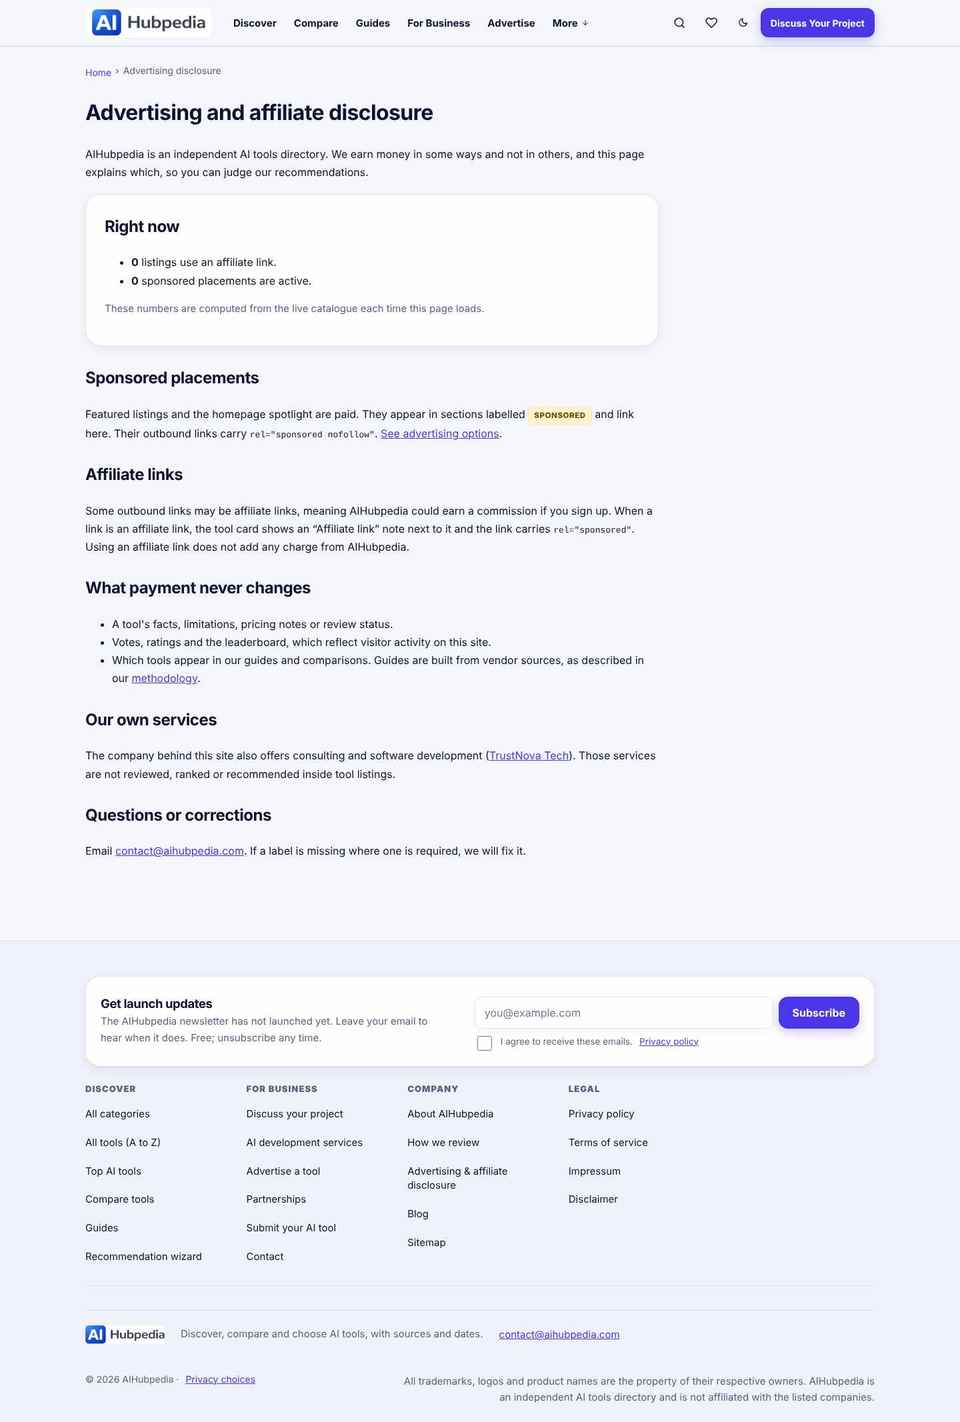 AI Hubpedia
Discover Compare Guides For Business Advertise More ↓ Discuss Your Project
Home › Advertising disclosure
Advertising and affiliate disclosure
AIHubpedia is an independent AI tools directory. We earn money in some ways and not in others, and this page
explains which, so you can judge our recommendations.
Right now
• 0 listings use an affiliate link.
• 0 sponsored placements are active.
These numbers are computed from the live catalogue each time this page loads.
Sponsored placements
Featured listings and the homepage spotlight are paid. They appear in sections labelled SPONSORED and link
here. Their outbound links carry rel="sponsored nofollow". See advertising options.
Affiliate links
Some outbound links may be affiliate links, meaning AIHubpedia could earn a commission if you sign up. When a
link is an affiliate link, the tool card shows an “Affiliate link” note next to it and the link carries rel="sponsored".
Using an affiliate link does not add any charge from AIHubpedia.
What payment never changes
• A tool's facts, limitations, pricing notes or review status.
• Votes, ratings and the leaderboard, which reflect visitor activity on this site.
• Which tools appear in our guides and comparisons. Guides are built from vendor sources, as described in
our methodology.
Our own services
The company behind this site also offers consulting and software development (TrustNova Tech). Those services
are not reviewed, ranked or recommended inside tool listings.
Questions or corrections
Email contact@aihubpedia.com. If a label is missing where one is required, we will fix it.
Get launch updates
The AIHubpedia newsletter has not launched yet. Leave your email to
hear when it does. Free; unsubscribe any time.
you@example.com Subscribe
I agree to receive these emails. Privacy policy
DISCOVER
All categories
All tools (A to Z)
Top AI tools
Compare tools
Guides
Recommendation wizard
FOR BUSINESS
Discuss your project
AI development services
Advertise a tool
Partnerships
Submit your AI tool
Contact
COMPANY
About AIHubpedia
How we review
Advertising & affiliate
disclosure
Blog
Sitemap
LEGAL
Privacy policy
Terms of service
Impressum
Disclaimer
AI Hubpedia Discover, compare and choose AI tools, with sources and dates. contact@aihubpedia.com
© 2026 AIHubpedia · Privacy choices
All trademarks, logos and product names are the property of their respective owners. AIHubpedia is
an independent AI tools directory and is not affiliated with the listed companies.